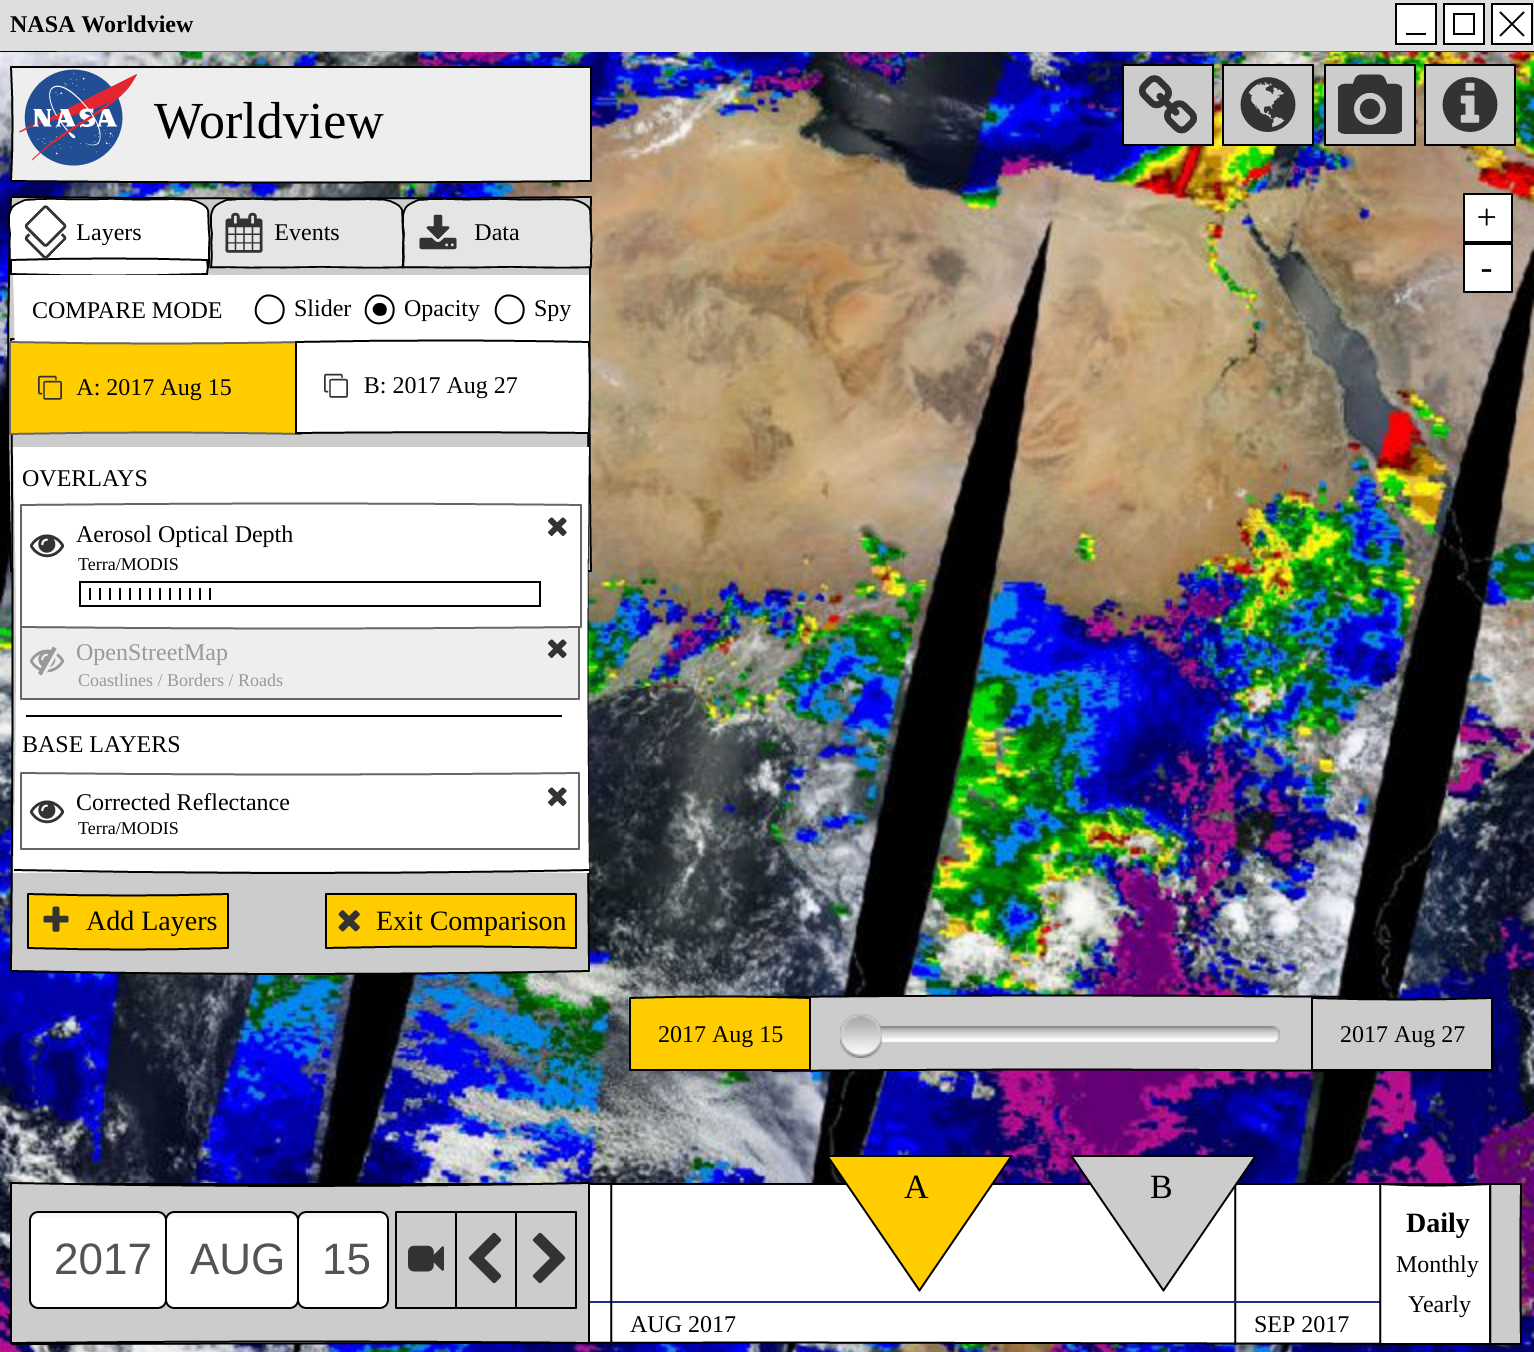 NASA Worldview
NASA
Worldview
Layers
Events
Data
COMPARE MODE
Slider
Opacity
Spy
A: 2017 Aug 15
B: 2017 Aug 27
OVERLAYS
Aerosol Optical Depth
Terra/MODIS
OpenStreetMap
Coastlines / Borders / Roads
BASE LAYERS
Corrected Reflectance
Terra/MODIS
Add Layers
Exit Comparison
+
-
2017 Aug 15
2017 Aug 27
2017
AUG
15
A
B
AUG 2017
SEP 2017
Daily
Monthly
Yearly